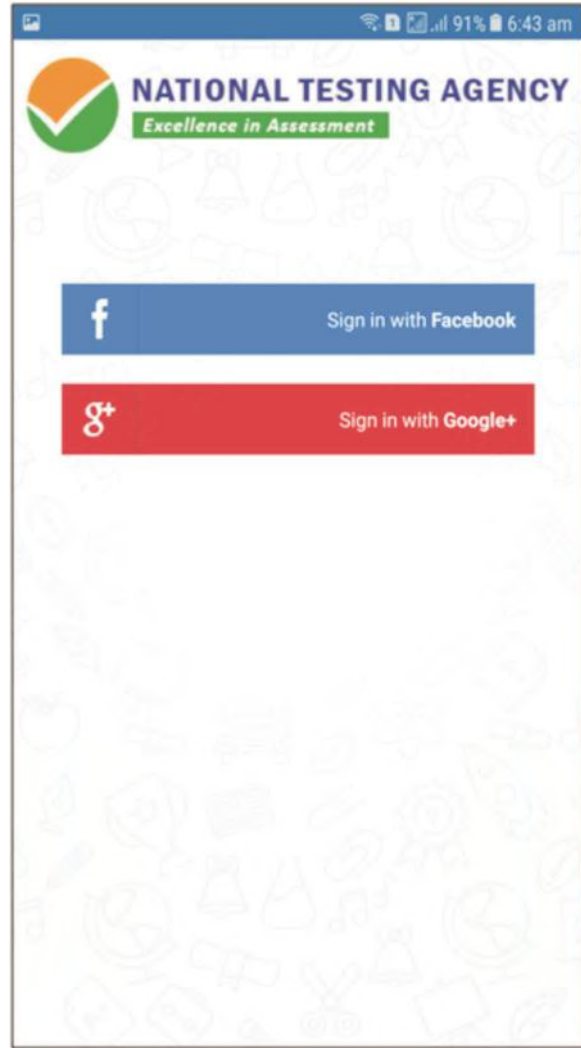 91% 6:43 am
NATIONAL TESTING AGENCY
Excellence in Assessment
f Sign in with Facebook
g+ Sign in with Google+